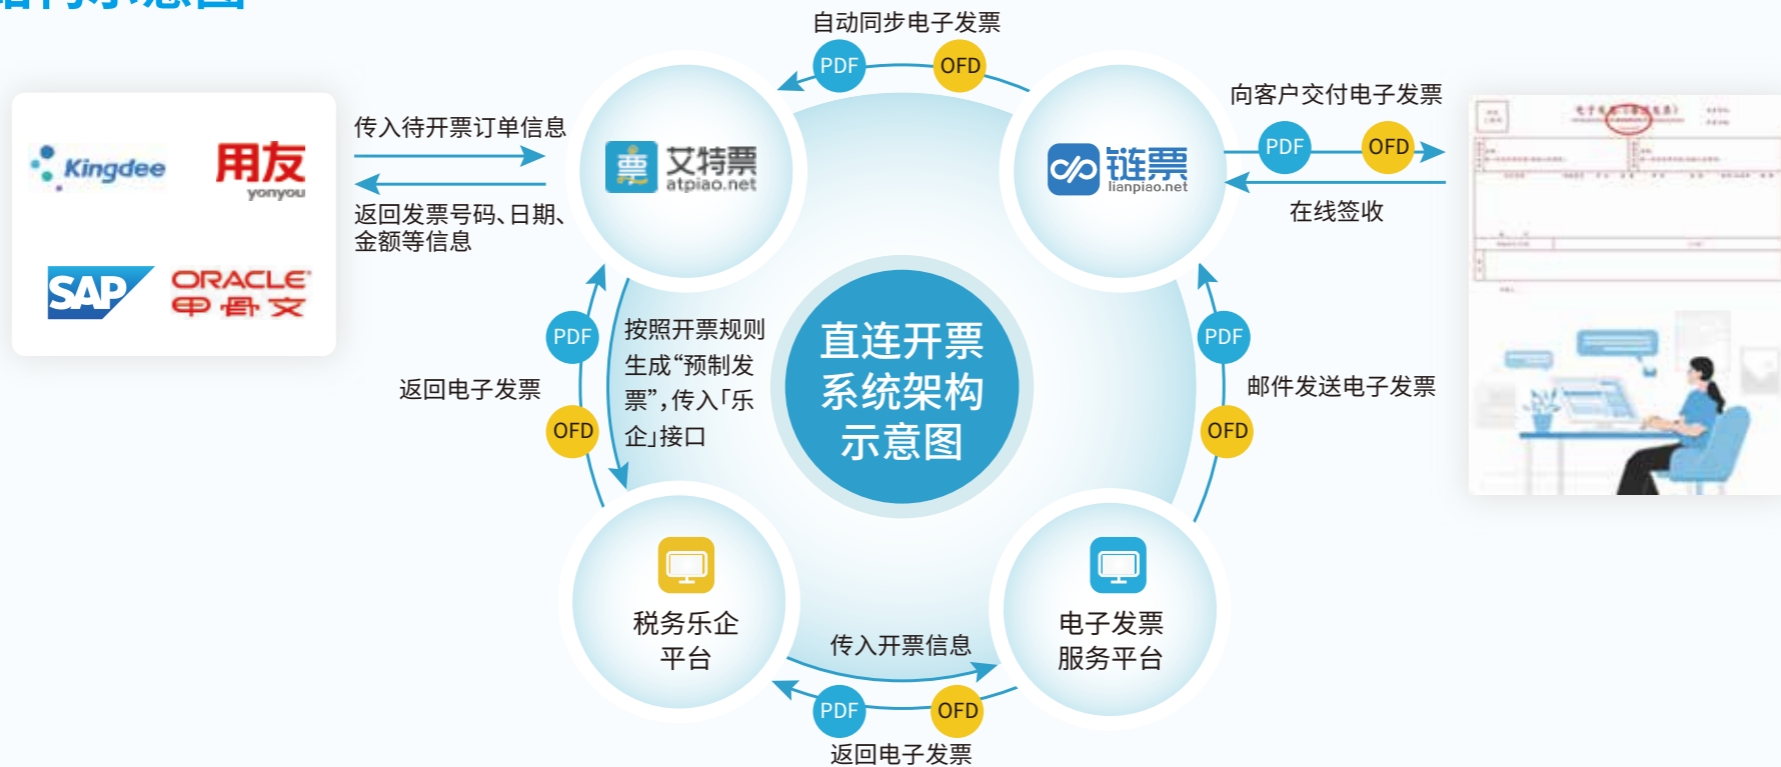 自动同步电子发票
PDF
OFD
Kingdee
用友
yonyou
SAP
ORACLE
甲骨文
传入待开票订单信息
返回发票号码、日期、
金额等信息
票
艾特票
atpiao.net
链票
lianpiao.net
向客户交付电子发票
PDF
OFD
在线签收
返回电子发票
PDF
OFD
按照开票规则
生成“预制发
票”,传入「乐
企」接口
直连开票
系统架构
示意图
PDF
OFD
邮件发送电子发票
税务乐企
平台
传入开票信息
电子发票
服务平台
PDF
OFD
返回电子发票